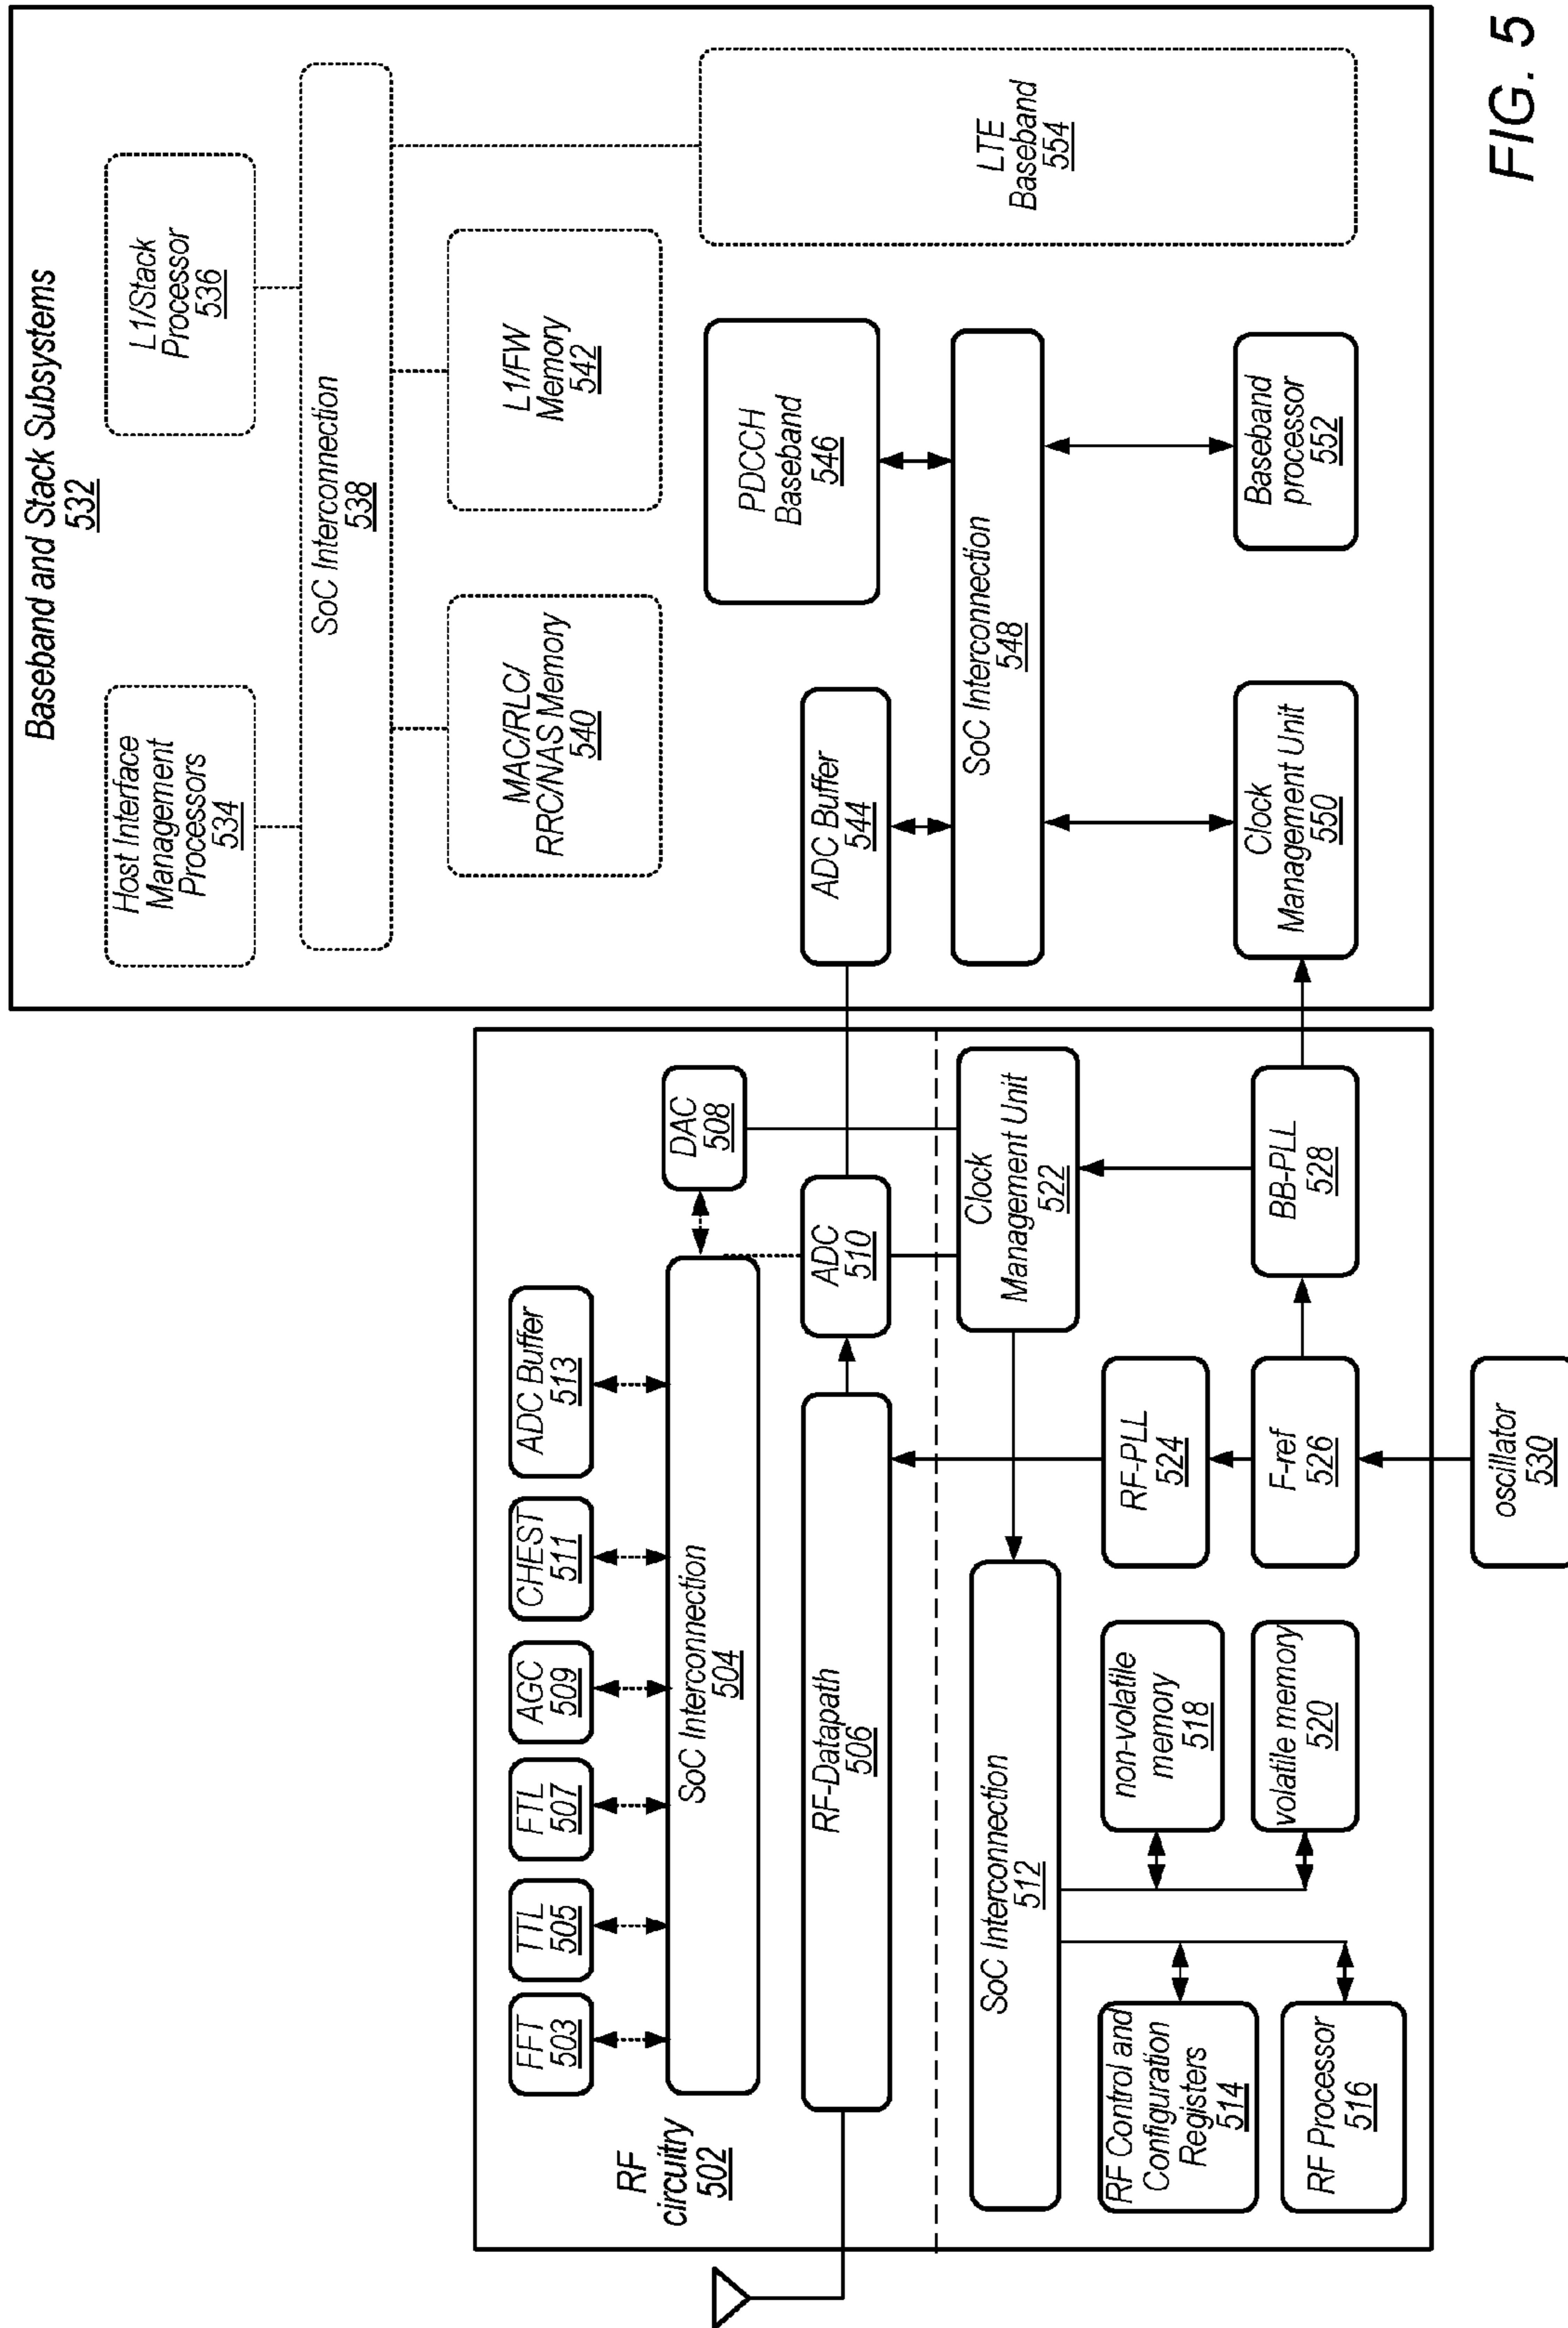 Baseband and Stack Subsystems
532
Host Interface
Management
Processors
534
L1/Stack
Processor
536
SoC Interconnection
538
MAC/RLC/
RRC/NAS Memory
540
L1/FW
Memory
542
ADC Buffer
544
PDCCH
Baseband
546
LTE
Baseband
554
SoC Interconnection
548
Clock
Management Unit
550
Baseband
processor
552
RF
circuitry
502
FFT
503
TTL
505
FTL
507
AGC
509
CHEST
511
ADC Buffer
513
SoC Interconnection
504
DAC
508
RF-Datapath
506
ADC
510
SoC Interconnection
512
Clock
Management Unit
522
RF Control and
Configuration
Registers
514
non-volatile
memory
518
RF-PLL
524
RF Processor
516
volatile memory
520
F-ref
526
BB-PLL
528
oscillator
530
FIG. 5